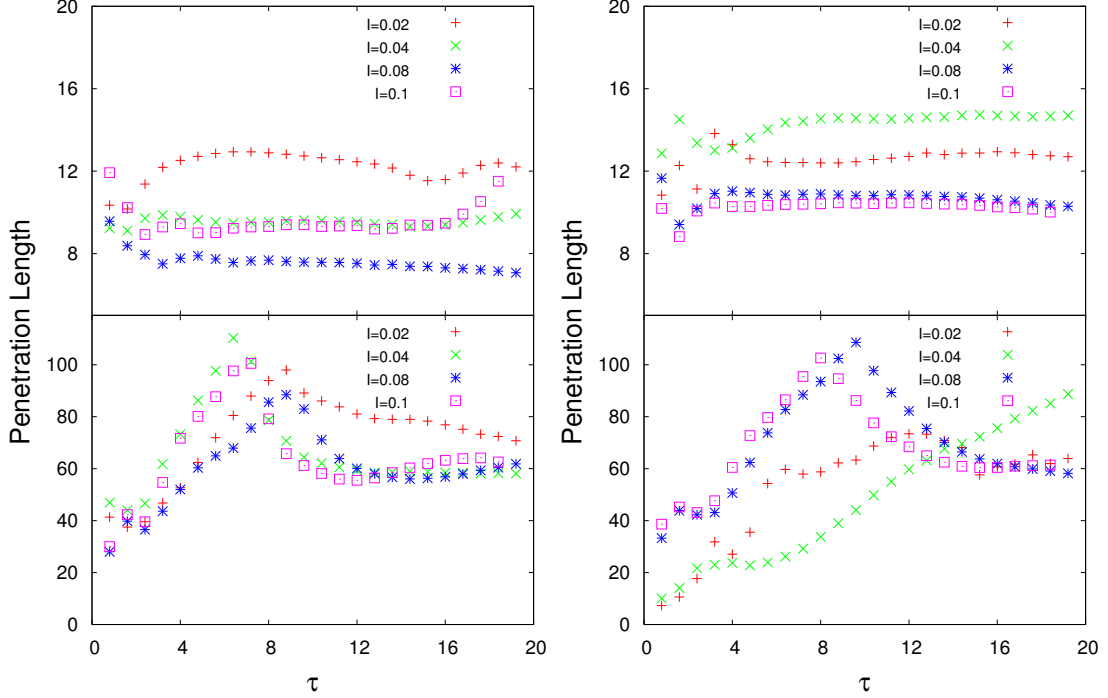 20
16
12
8
Penetration Length
I=0.02
I=0.04
I=0.08
I=0.1
100
80
60
40
20
0
I=0.02
I=0.04
I=0.08
I=0.1
0 4 8 12 16 20
τ
20
16
12
8
Penetration Length
I=0.02
I=0.04
I=0.08
I=0.1
100
80
60
40
20
0
I=0.02
I=0.04
I=0.08
I=0.1
0 4 8 12 16 20
τ